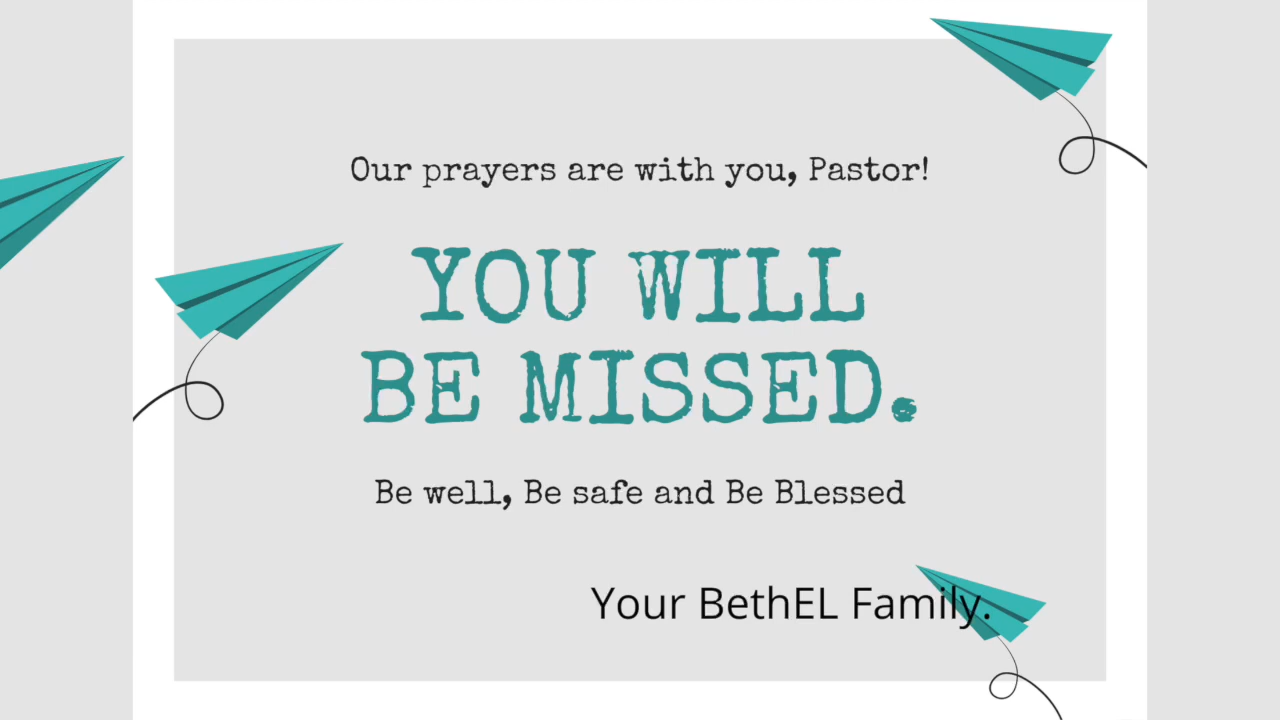 Our prayers are with you, Pastor!
YOU WILL
BE MISSED.
Be well, Be safe and Be Blessed
Your BethEL Family.